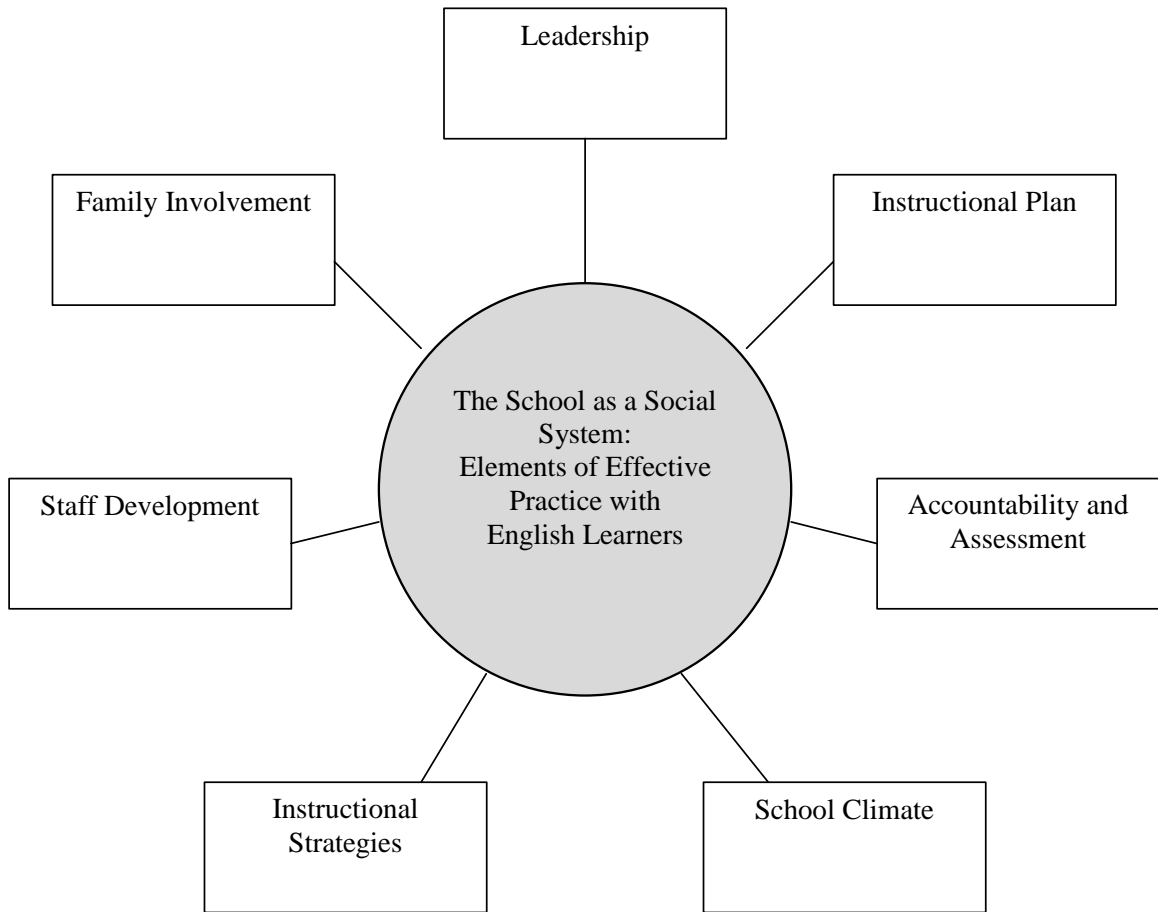 Leadership
Family Involvement
Instructional Plan
The School as a Social
System:
Elements of Effective
Practice with
English Learners
Staff Development
Accountability and
Assessment
Instructional
Strategies
School Climate